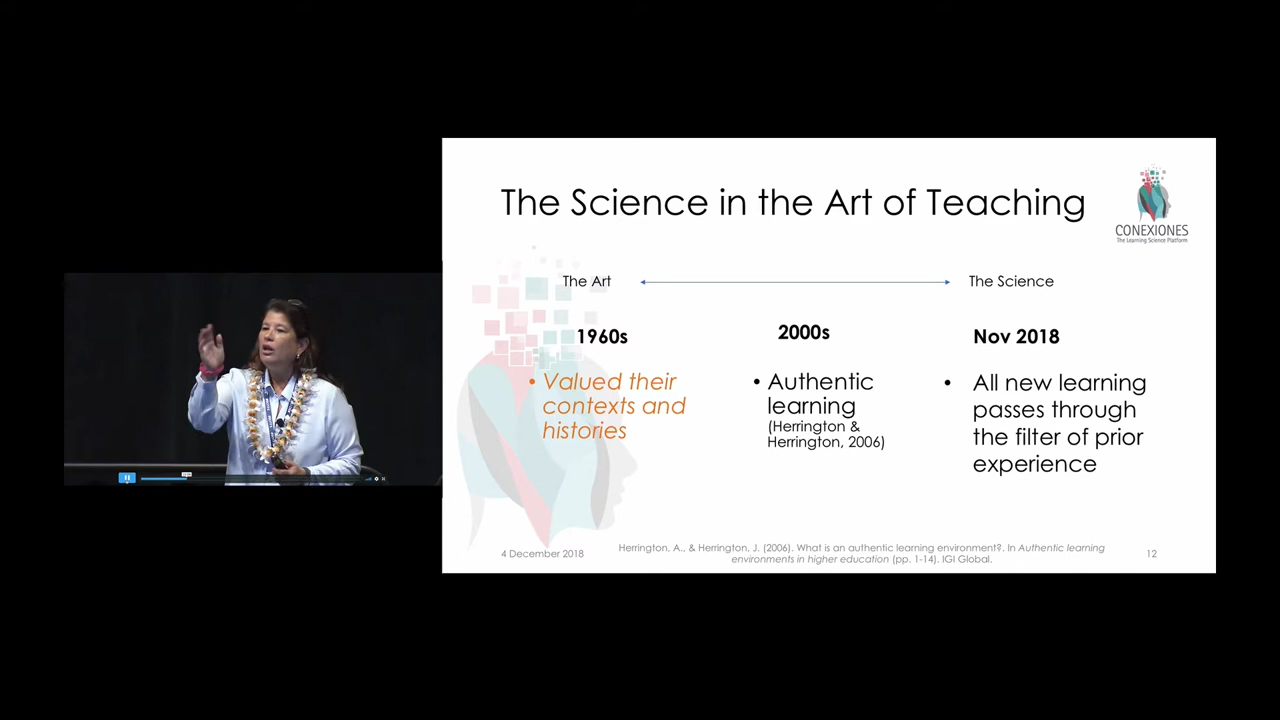 The Science in the Art of Teaching
CONEXIONES
The Learning Science Platform
The Art
The Science
1960s
2000s
Nov 2018
• Valued their
contexts and
histories
• Authentic
learning
(Herrington &
Herrington, 2006)
• All new learning
passes through
the filter of prior
experience
4 December 2018
Herrington, A., & Herrington, J. (2006). What is an authentic learning environment?. In Authentic learning
environments in higher education (pp. 1-14). IGI Global.
12